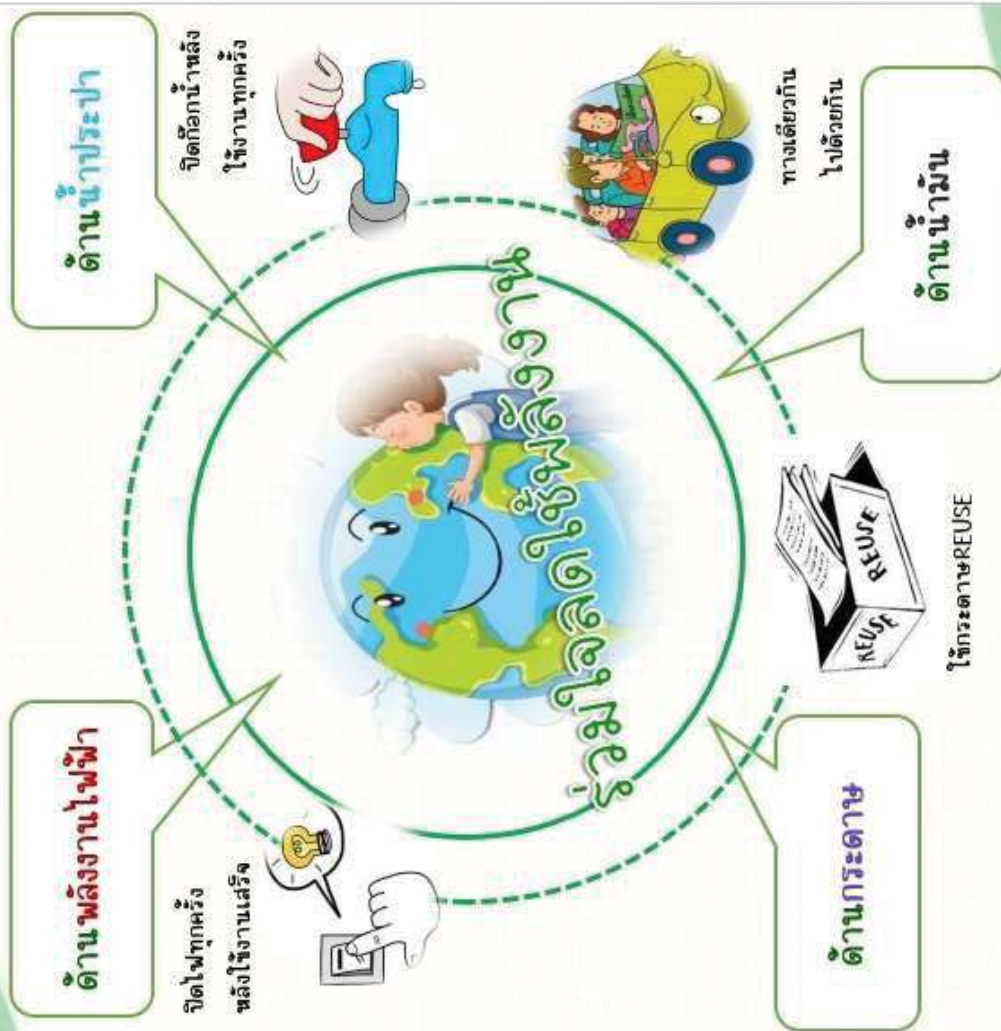 ด้านพลังงานไฟฟ้า
ปิดไฟทุกครั้ง
หลังใช้งานเสร็จ
ด้านน้ำประปา
ปิดก๊อกน้ำหลัง
ใช้งานทุกครั้ง
ร่วมใจลดใช้พลังงาน
ด้านกระดาษ
REUSE
REUSE
ใช้กระดาษREUSE
ทางเดียวกัน
ไปด้วยกัน
ด้านน้ำมัน